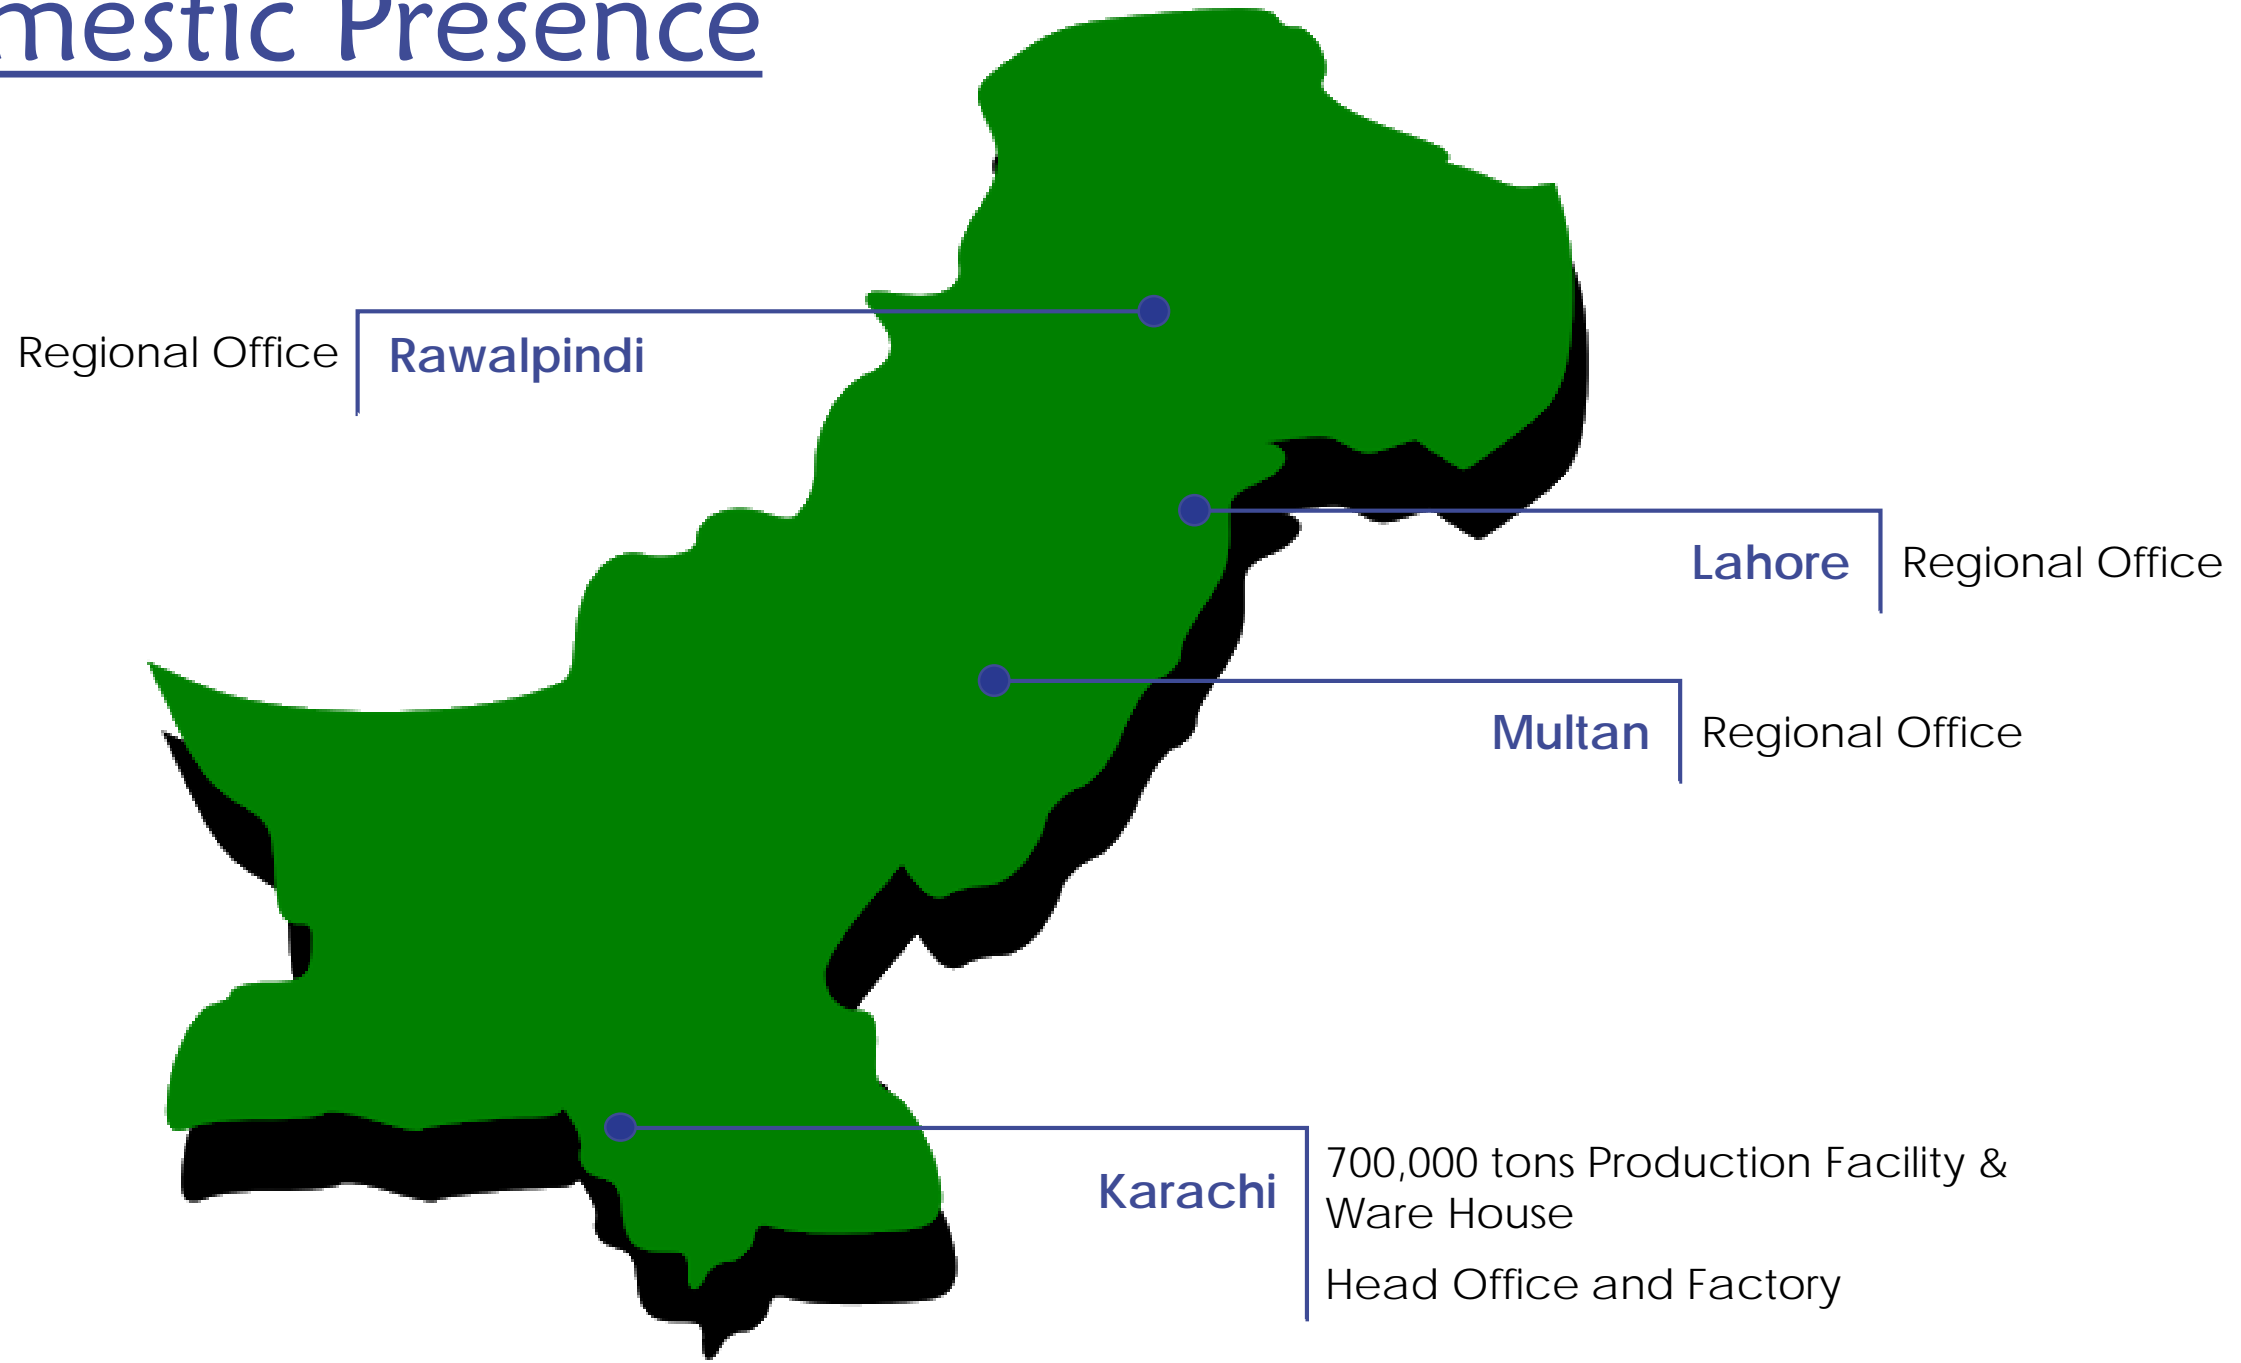 mestic Presence
Regional Office
Rawalpindi
Lahore
Regional Office
Multan
Regional Office
Karachi
700,000 tons Production Facility &
Ware House
Head Office and Factory